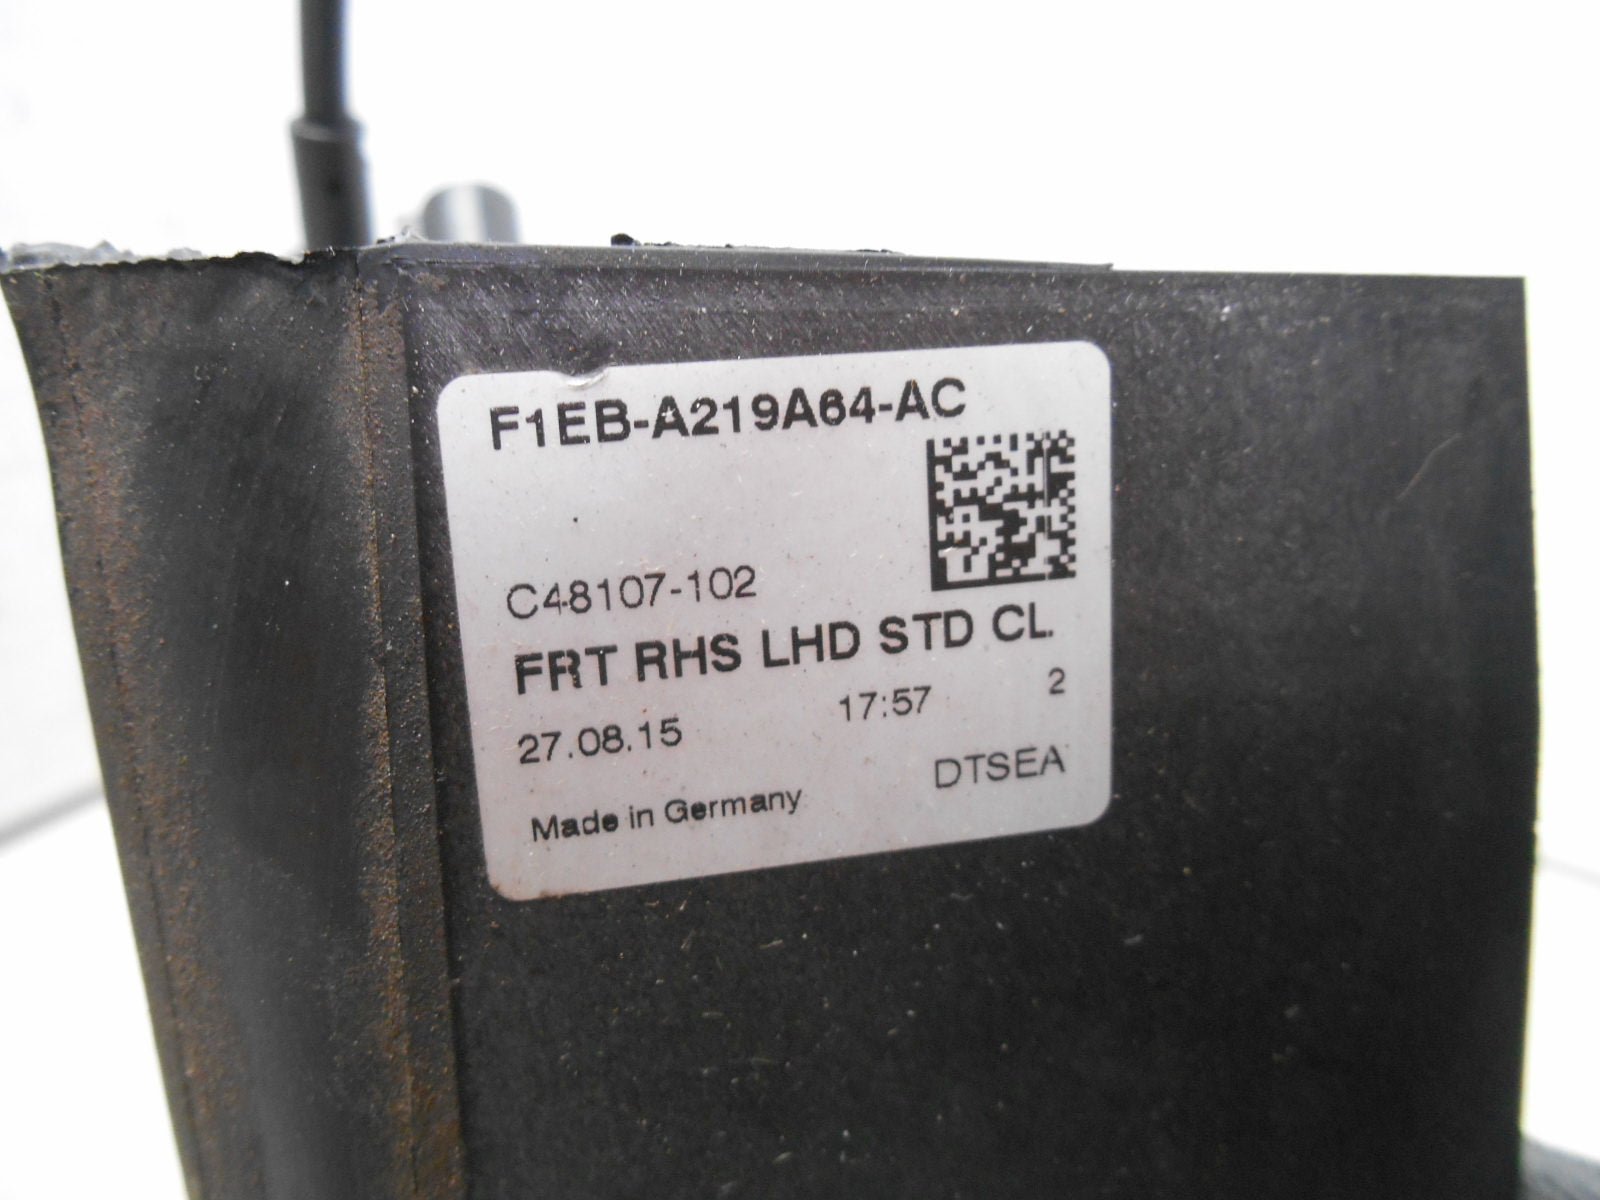 F1EB-A219A64-AC
C48107-102
FRT RHS LHD STD CL.
27.08.15 17:57 2
DTSEA
Made in Germany